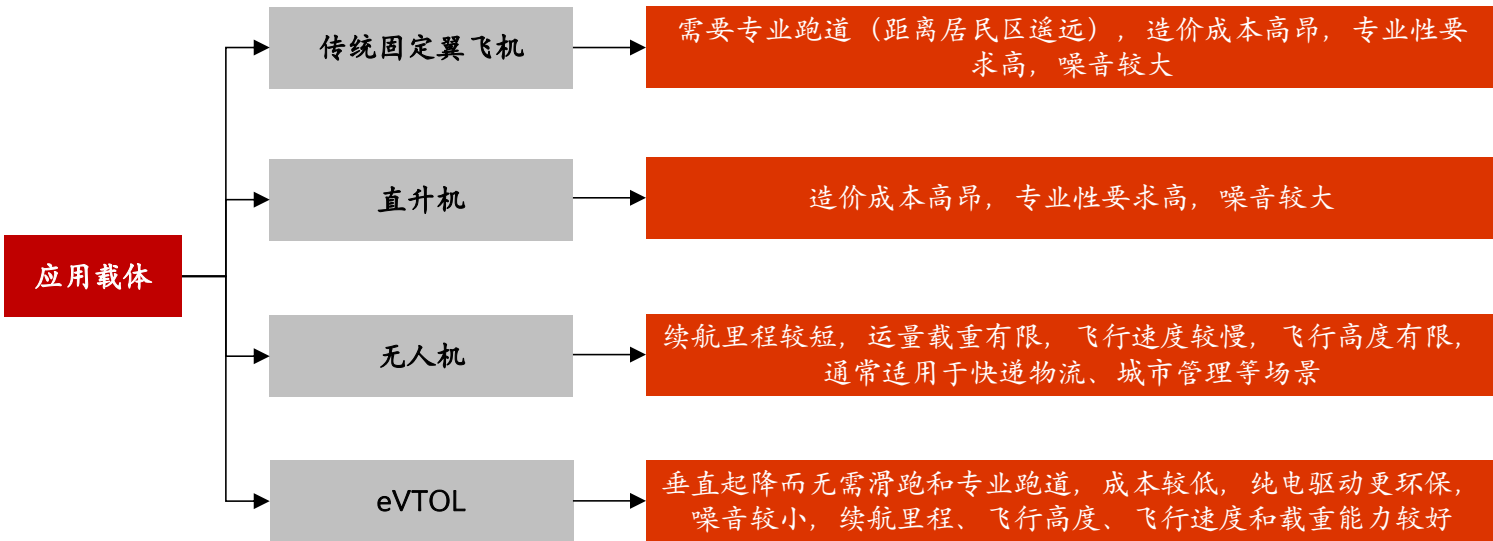 应用载体
传统固定翼飞机
需要专业跑道（距离居民区遥远），造价成本高昂，专业性要
求高，噪音较大
直升机
造价成本高昂，专业性要求高，噪音较大
无人机
续航里程较短，运量载重有限，飞行速度较慢，飞行高度有限，
通常适用于快递物流、城市管理等场景
eVTOL
垂直起降而无需滑跑和专业跑道，成本较低，纯电驱动更环保，
噪音较小，续航里程、飞行高度、飞行速度和载重能力较好